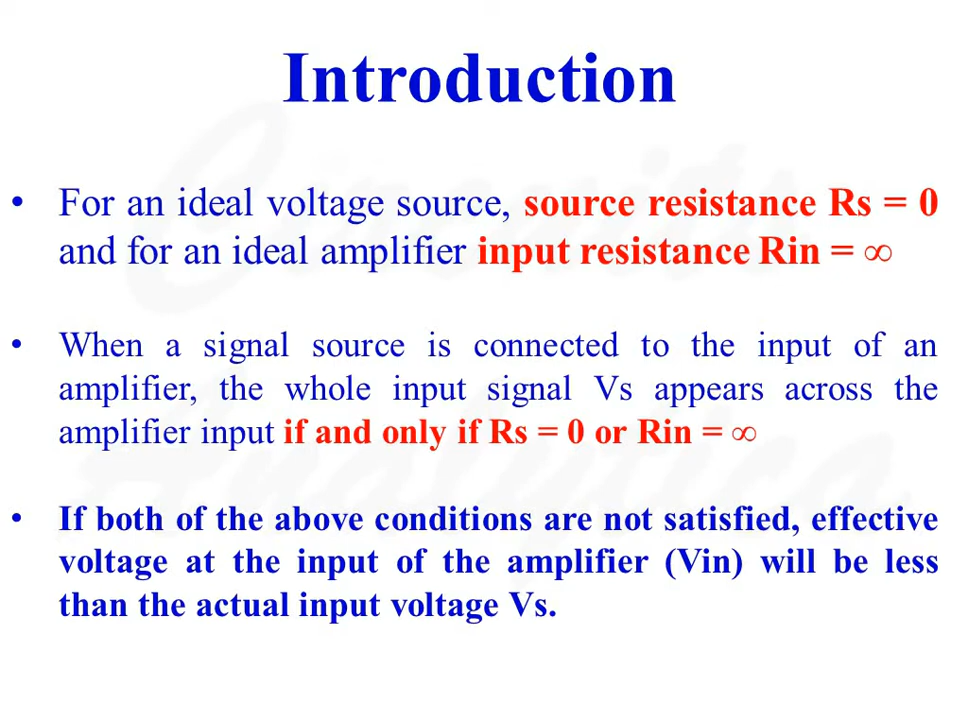 Introduction
• For an ideal voltage source, source resistance Rs = 0
and for an ideal amplifier input resistance Rin = ∞
• When a signal source is connected to the input of an
amplifier, the whole input signal Vs appears across the
amplifier input if and only if Rs = 0 or Rin = ∞
• If both of the above conditions are not satisfied, effective
voltage at the input of the amplifier (Vin) will be less
than the actual input voltage Vs.
Circuits
Analytica